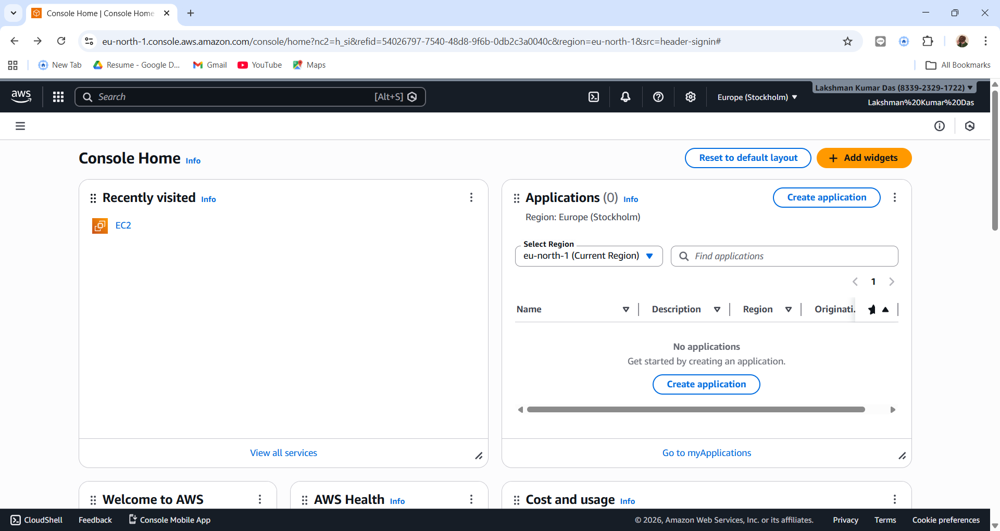 Console Home | Console Home
eu-north-1.console.aws.amazon.com/console/home?nc2=h_si&refid=54026797-7540-48d8-9f6b-0db2c3a0040c&region=eu-north-1&src=header-signin#
New Tab
Resume - Google D...
Gmail
YouTube
Maps
All Bookmarks
aws
Search
[Alt+S]
Europe (Stockholm)
Lakshman Kumar Das (8339-2329-1722)
Lakshman%20Kumar%20Das
Console Home Info
Reset to default layout
Add widgets
Recently visited Info
EC2
View all services
Applications (0) Info
Create application
Region: Europe (Stockholm)
Select Region
eu-north-1 (Current Region)
Find applications
1
Name
Description
Region
Originati.
No applications
Get started by creating an application.
Create application
Go to myApplications
Welcome to AWS
AWS Health Info
Cost and usage Info
CloudShell
Feedback
Console Mobile App
© 2026, Amazon Web Services, Inc. or its affiliates.
Privacy
Terms
Cookie preferences